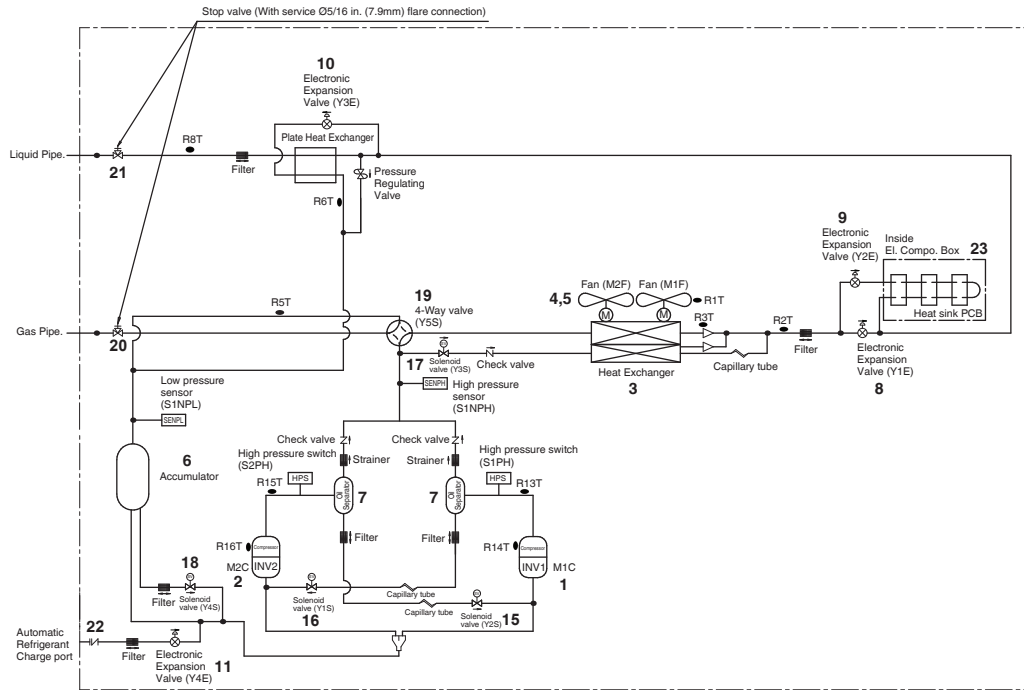 Stop valve (With service Ø5/16 in. (7.9mm) flare connection)
10
Electronic
Expansion
Valve (Y3E)
R8T
Plate Heat Exchanger
Liquid Pipe.
21
Filter
Pressure
Regulating
Valve
R6T
9
Electronic
Expansion
Valve (Y2E)
Inside
El. Compo. Box
23
Heat sink PCB
R5T
19
4-Way valve
(Y5S)
4,5
Fan (M2F)
Fan (M1F)
M
M
R1T
R3T
R2T
Gas Pipe.
20
17
SV
Solenoid
valve (Y3S)
Check valve
Heat Exchanger
3
Capillary tube
Filter
Electronic
Expansion
Valve (Y1E)
8
Low pressure
sensor
(S1NPL)
SENPL
SENPH
High pressure
sensor
(S1NPH)
6
Accumulator
Check valve
Check valve
High pressure switch
(S2PH)
Strainer
Strainer
High pressure switch
(S1PH)
R15T
HPS
Oil
Separator
7
7
Oil
Separator
HPS
R13T
Filter
Filter
R16T
Compressor
INV2
M2C
2
R14T
Compressor
INV1
M1C
1
18
SV
Filter
Solenoid
valve (Y4S)
SV
Solenoid
valve (Y1S)
16
Capillary tube
Capillary tube
SV
Solenoid
valve (Y2S)
15
Automatic
Refrigerant
Charge port
22
Filter
Electronic
Expansion
Valve (Y4E)
11